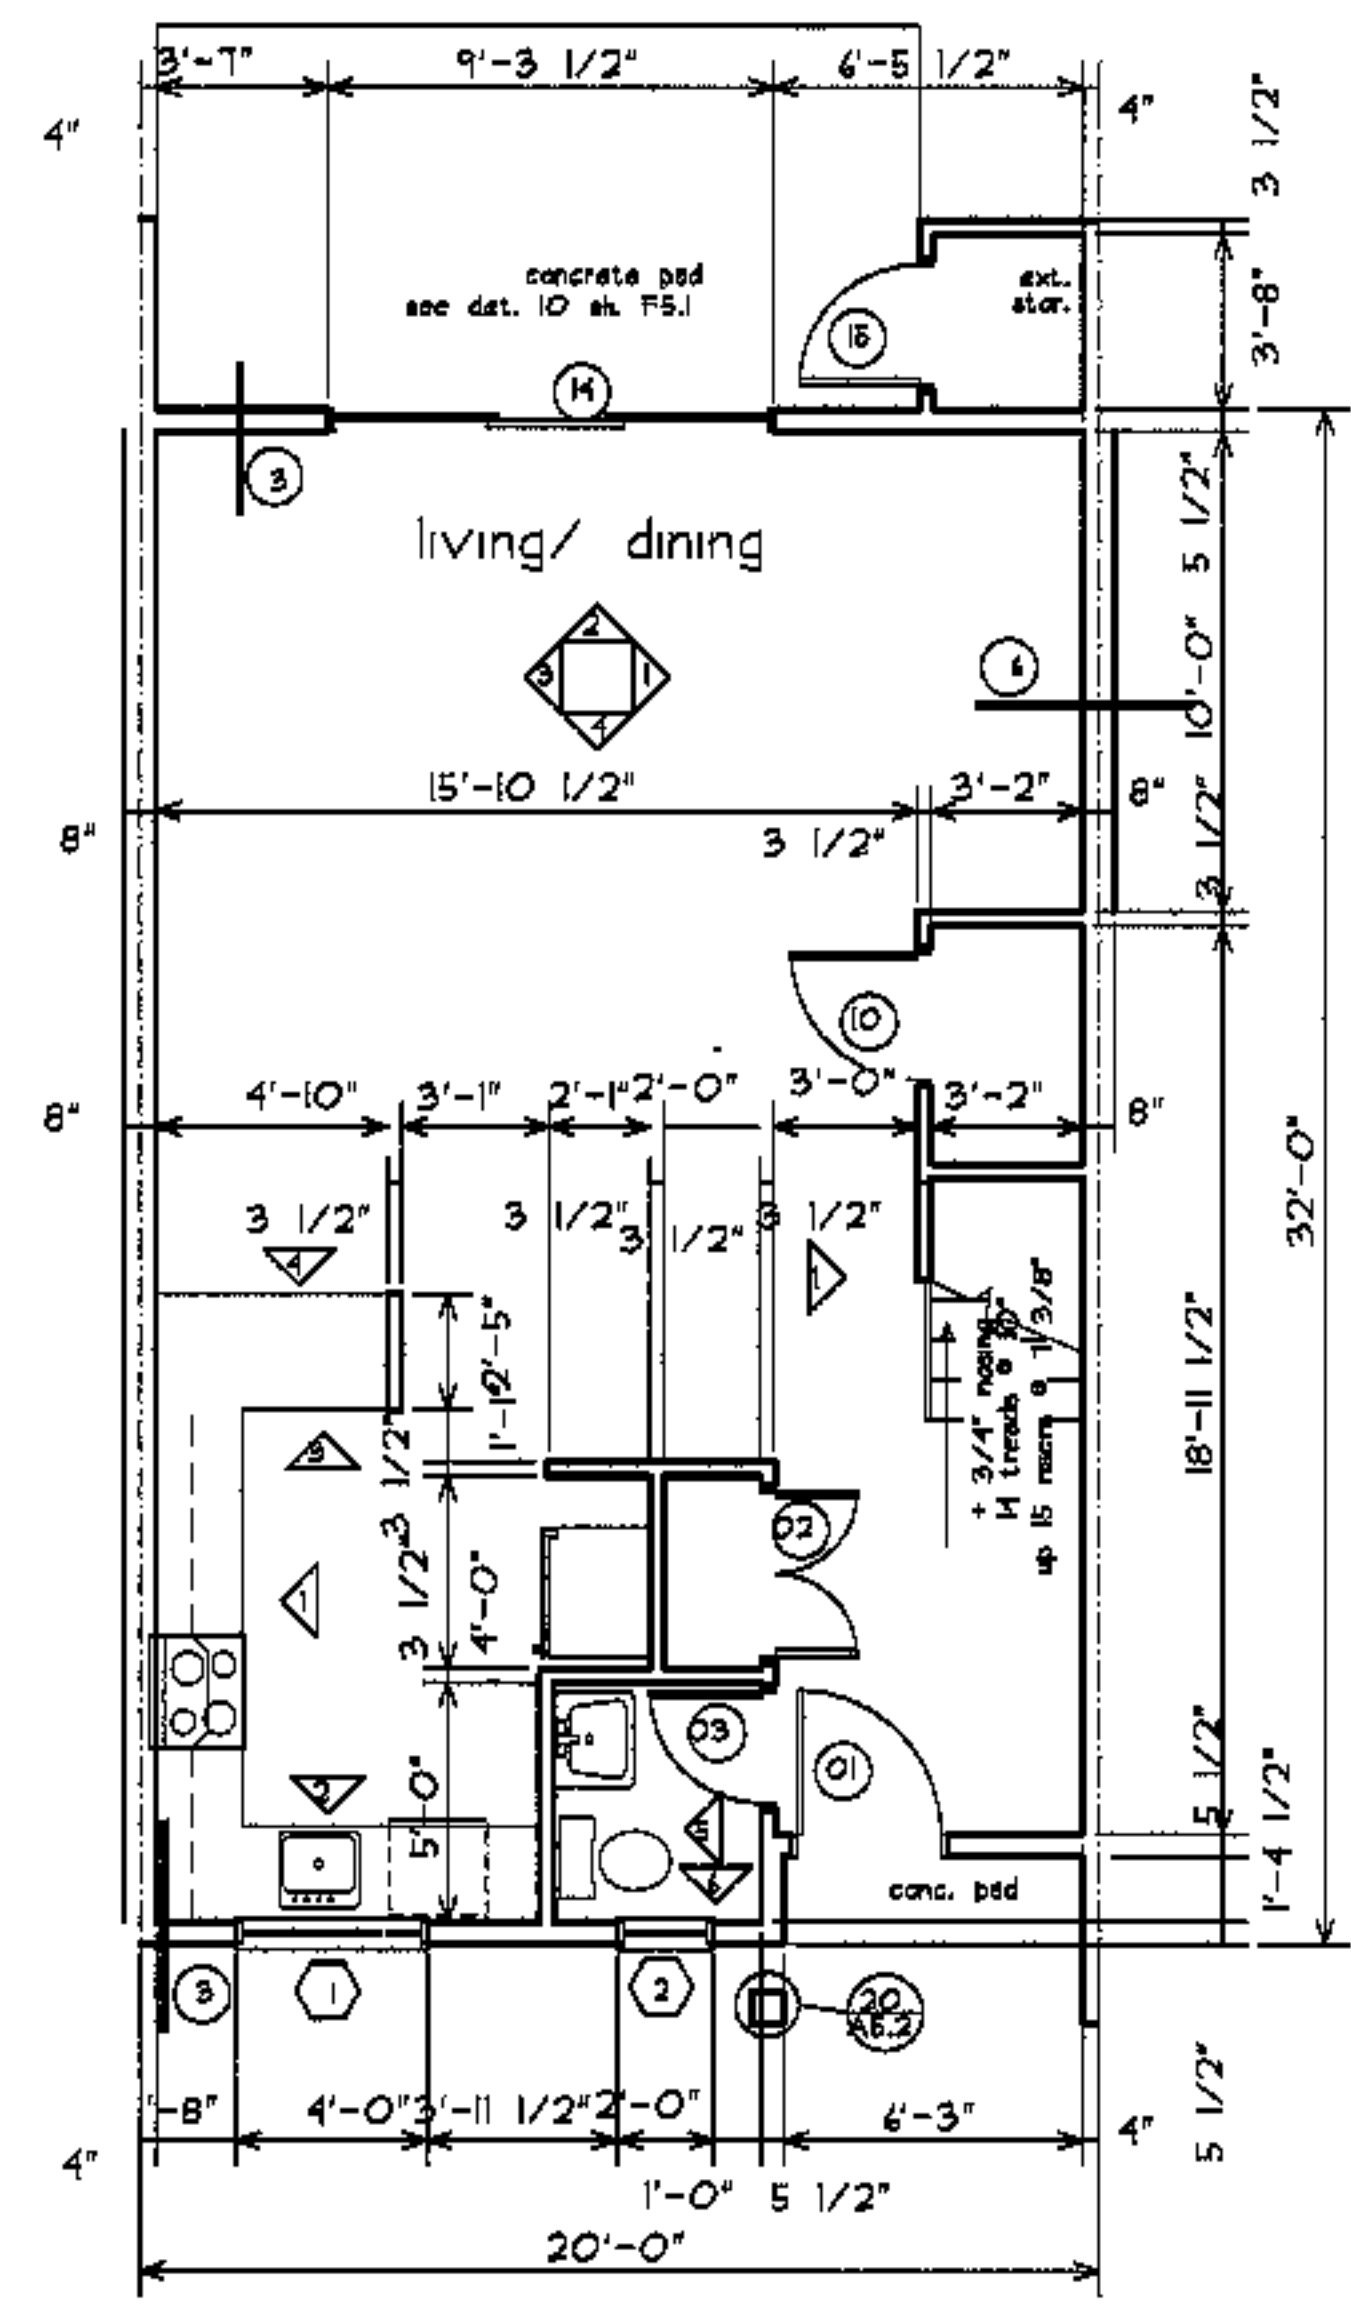 3'-7" 9'-3 1/2" 6'-5 1/2"
4" 4"
3 1/2"
concrete pad
see det. 10 sh. F5.1
ext.
stor.
15
3'-8"
14
3
living/ dining
5 1/2"
2
3 1
4
6
10'-0"
15'-10 1/2" 3'-2" 8"
8" 3 1/2" 3 1/2"
10
4'-10" 3'-1" 2'-1" 2'-0" 3'-0" 3'-2"
8" 8"
32'-0"
3 1/2" 3 1/2" 3 1/2" 3 1/2"
4 1
2'-5"
+ 3/4" nosing
14 treads @ 10"
up 15 risers @ 7 3/8"
18'-11 1/2"
1'-1"
3 1/2"
02
1
3 1/2" 4'-0"
03
01
2
5'-0"
5 1/2"
1'-4 1/2"
5
6
conc. pad
3 1 2
20
A5.2
5 1/2"
-8" 4'-0" 3'-11 1/2" 2'-0" 6'-3"
4" 4"
1'-0" 5 1/2"
20'-0"